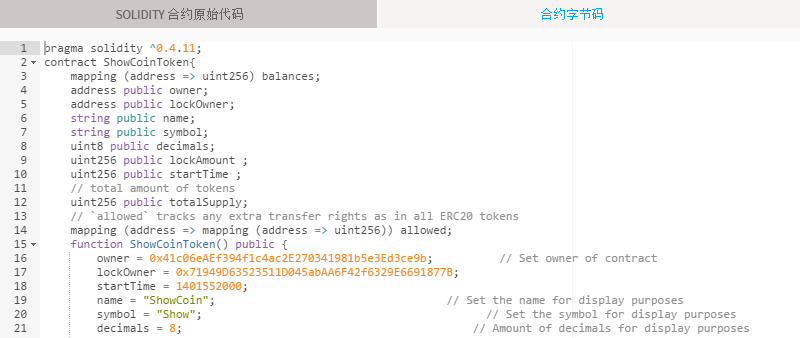 SOLIDITY 合约原始代码
合约字节码
1 pragma solidity ^0.4.11;
2 contract ShowCoinToken{
3 mapping (address => uint256) balances;
4 address public owner;
5 address public lockOwner;
6 string public name;
7 string public symbol;
8 uint8 public decimals;
9 uint256 public lockAmount ;
10 uint256 public startTime ;
11 // total amount of tokens
12 uint256 public totalSupply;
13 // `allowed` tracks any extra transfer rights as in all ERC20 tokens
14 mapping (address => mapping (address => uint256)) allowed;
15 function ShowCoinToken() public {
16 owner = 0x41c06eAEf394f1c4ac2E270341981b5e3Ed3ce9b; // Set owner of contract
17 lockOwner = 0x71949D63523511D045abAA6F42f6329E6691877B;
18 startTime = 1401552000;
19 name = "ShowCoin"; // Set the name for display purposes
20 symbol = "Show"; // Set the symbol for display purposes
21 decimals = 8; // Amount of decimals for display purposes